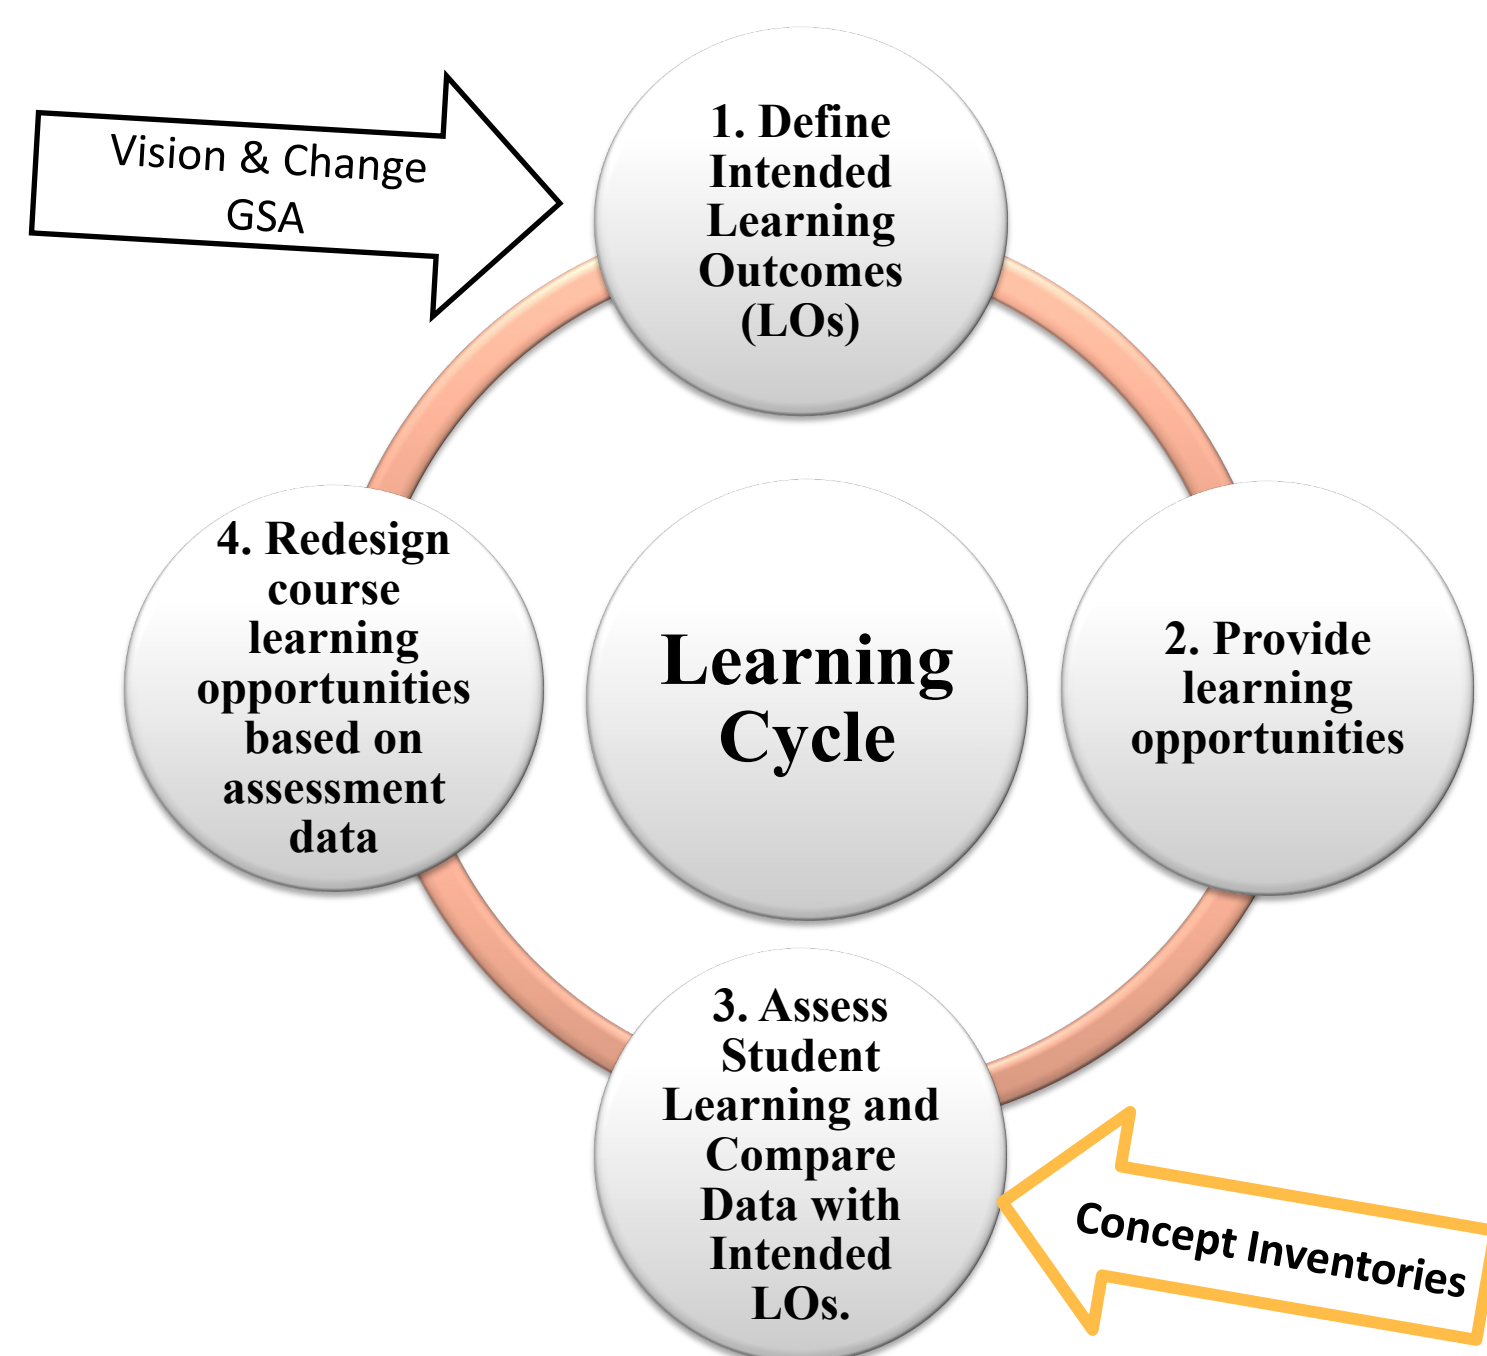 Vision & Change
GSA
1. Define
Intended
Learning
Outcomes
(LOs)
2. Provide
learning
opportunities
3. Assess
Student
Learning and
Compare
Data with
Intended
LOs.
4. Redesign
course
learning
opportunities
based on
assessment
data
Learning
Cycle
Concept Inventories